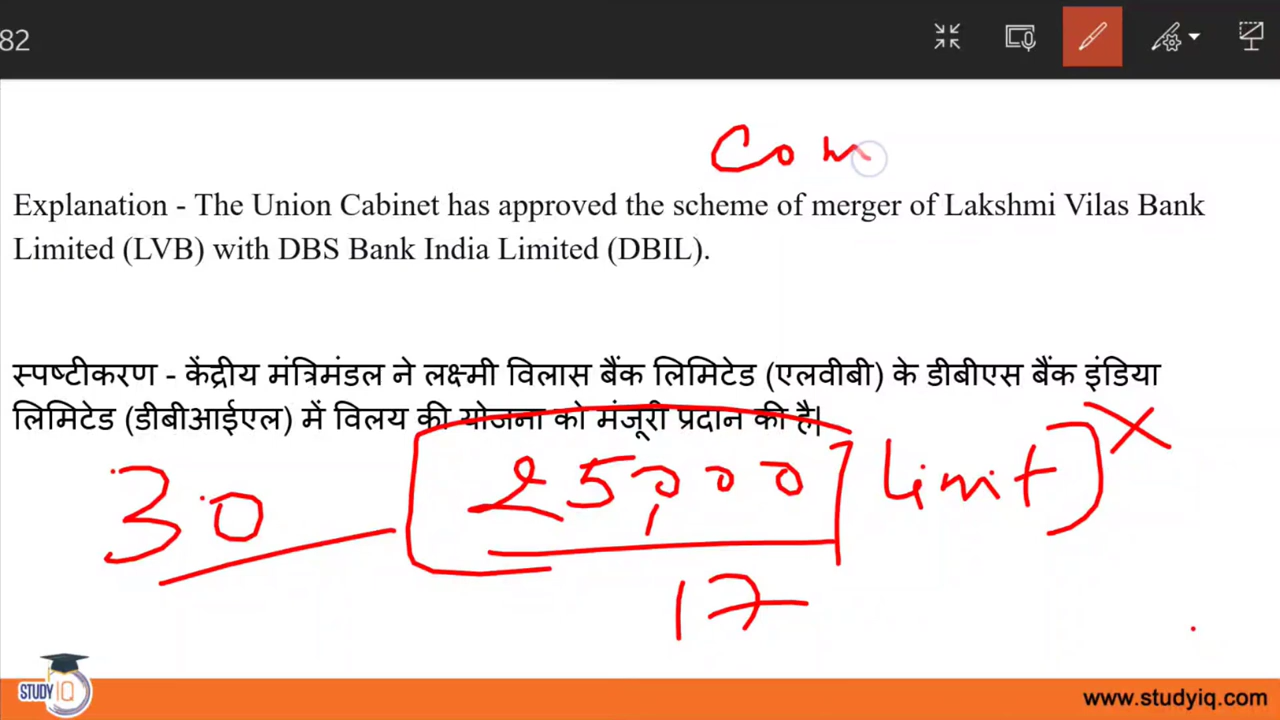 82
Com
Explanation - The Union Cabinet has approved the scheme of merger of Lakshmi Vilas Bank
Limited (LVB) with DBS Bank India Limited (DBIL).
स्पष्टीकरण - केंद्रीय मंत्रिमंडल ने लक्ष्मी विलास बैंक लिमिटेड (एलवीबी) के डीबीएस बैंक इंडिया
लिमिटेड (डीबीआईएल) में विलय की योजना को मंजूरी प्रदान की है|
30 25,000 limit X
17
STUDY IQ
www.studyiq.com